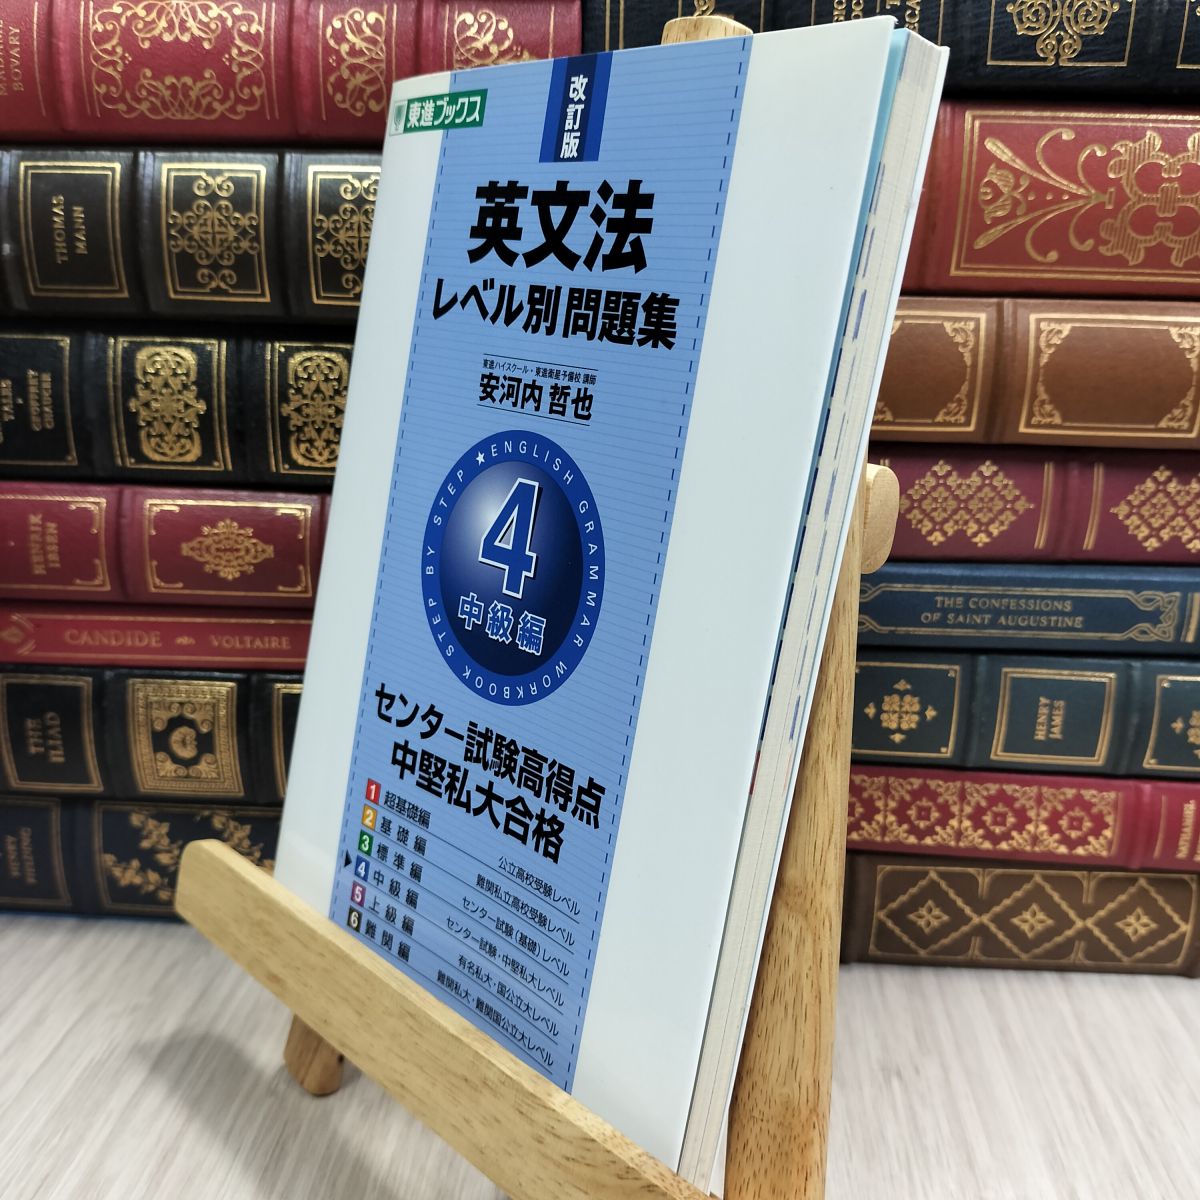 東進ブックス
改訂版
英文法
レベル別問題集
東進ハイスクール・東進衛星予備校 講師
安河内 哲也
STEP BY STEP ★ ENGLISH GRAMMAR WORKBOOK
4
中級編
センター試験高得点
中堅私大合格
1 超基礎編 公立高校受験レベル
2 基礎編 難関私立高校受験レベル
3 標準編 センター試験(基礎)レベル
4 中級編 センター試験・中堅私大レベル
5 上級編 有名私大・国公立大レベル
6 難関編 難関私大・難関国公立大レベル
BOVARY
THOMAS
MANN
TALES
GEOFFREY
CHAUCER
HENRIK
IBSEN
CANDIDE VOLTAIRE
THE
ILIAD
HENRY
FIELDING
THE CONFESSIONS
OF SAINT AUGUSTINE
HENRY
JAMES